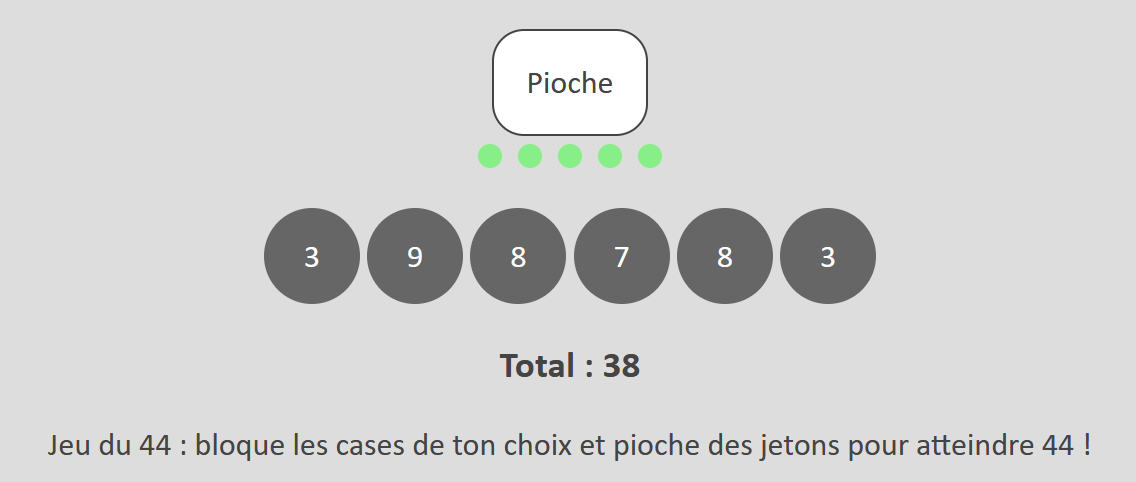 Pioche
3 9 8 7 8 3
Total : 38
Jeu du 44 : bloque les cases de ton choix et pioche des jetons pour atteindre 44 !